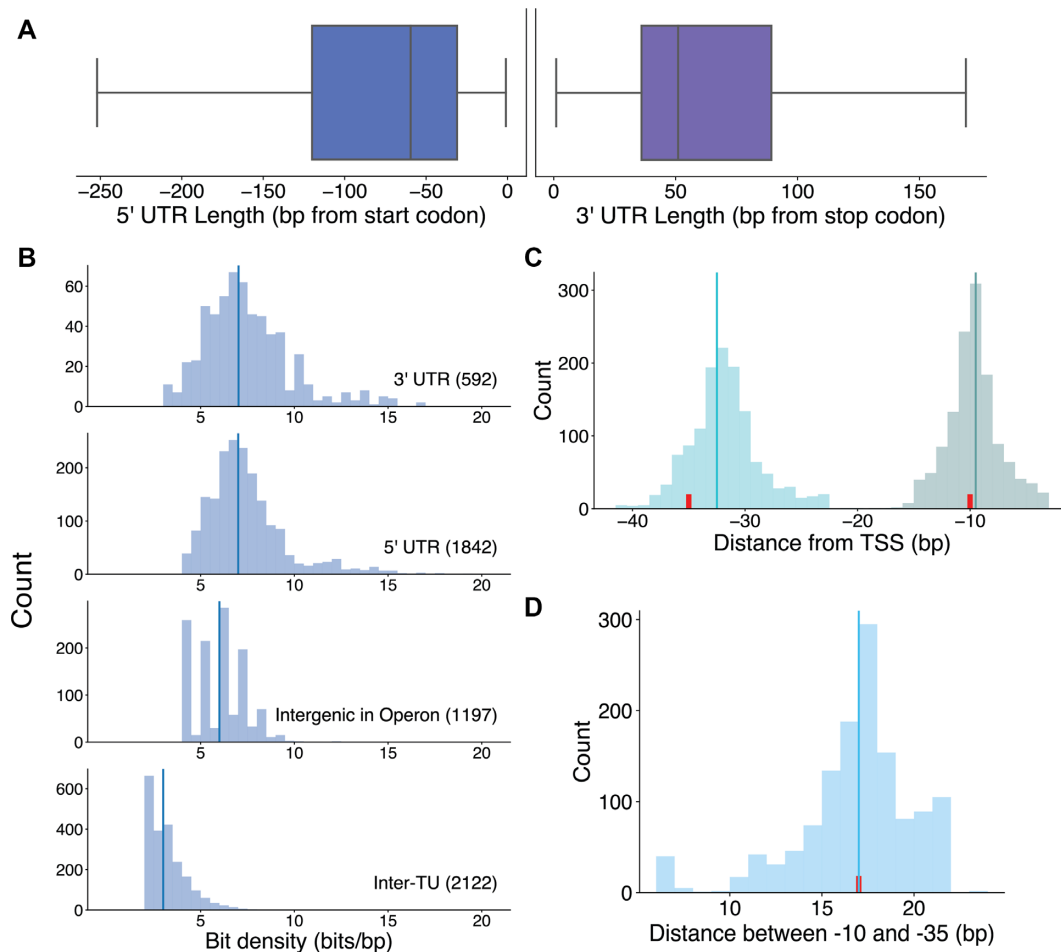 A
−250 −200 −150 −100 −50 0
5' UTR Length (bp from start codon)
0 50 100 150
3' UTR Length (bp from stop codon)
B
Count
60
40
20
0
3' UTR (592)
5 10 15 20
200
100
0
5' UTR (1842)
5 10 15 20
200
100
0
Intergenic in Operon (1197)
5 10 15 20
600
400
200
0
Inter-TU (2122)
5 10 15 20
Bit density (bits/bp)
C
300
200
100
0
Count
−40 −30 −20 −10
Distance from TSS (bp)
D
300
200
100
0
Count
10 15 20
Distance between -10 and -35 (bp)